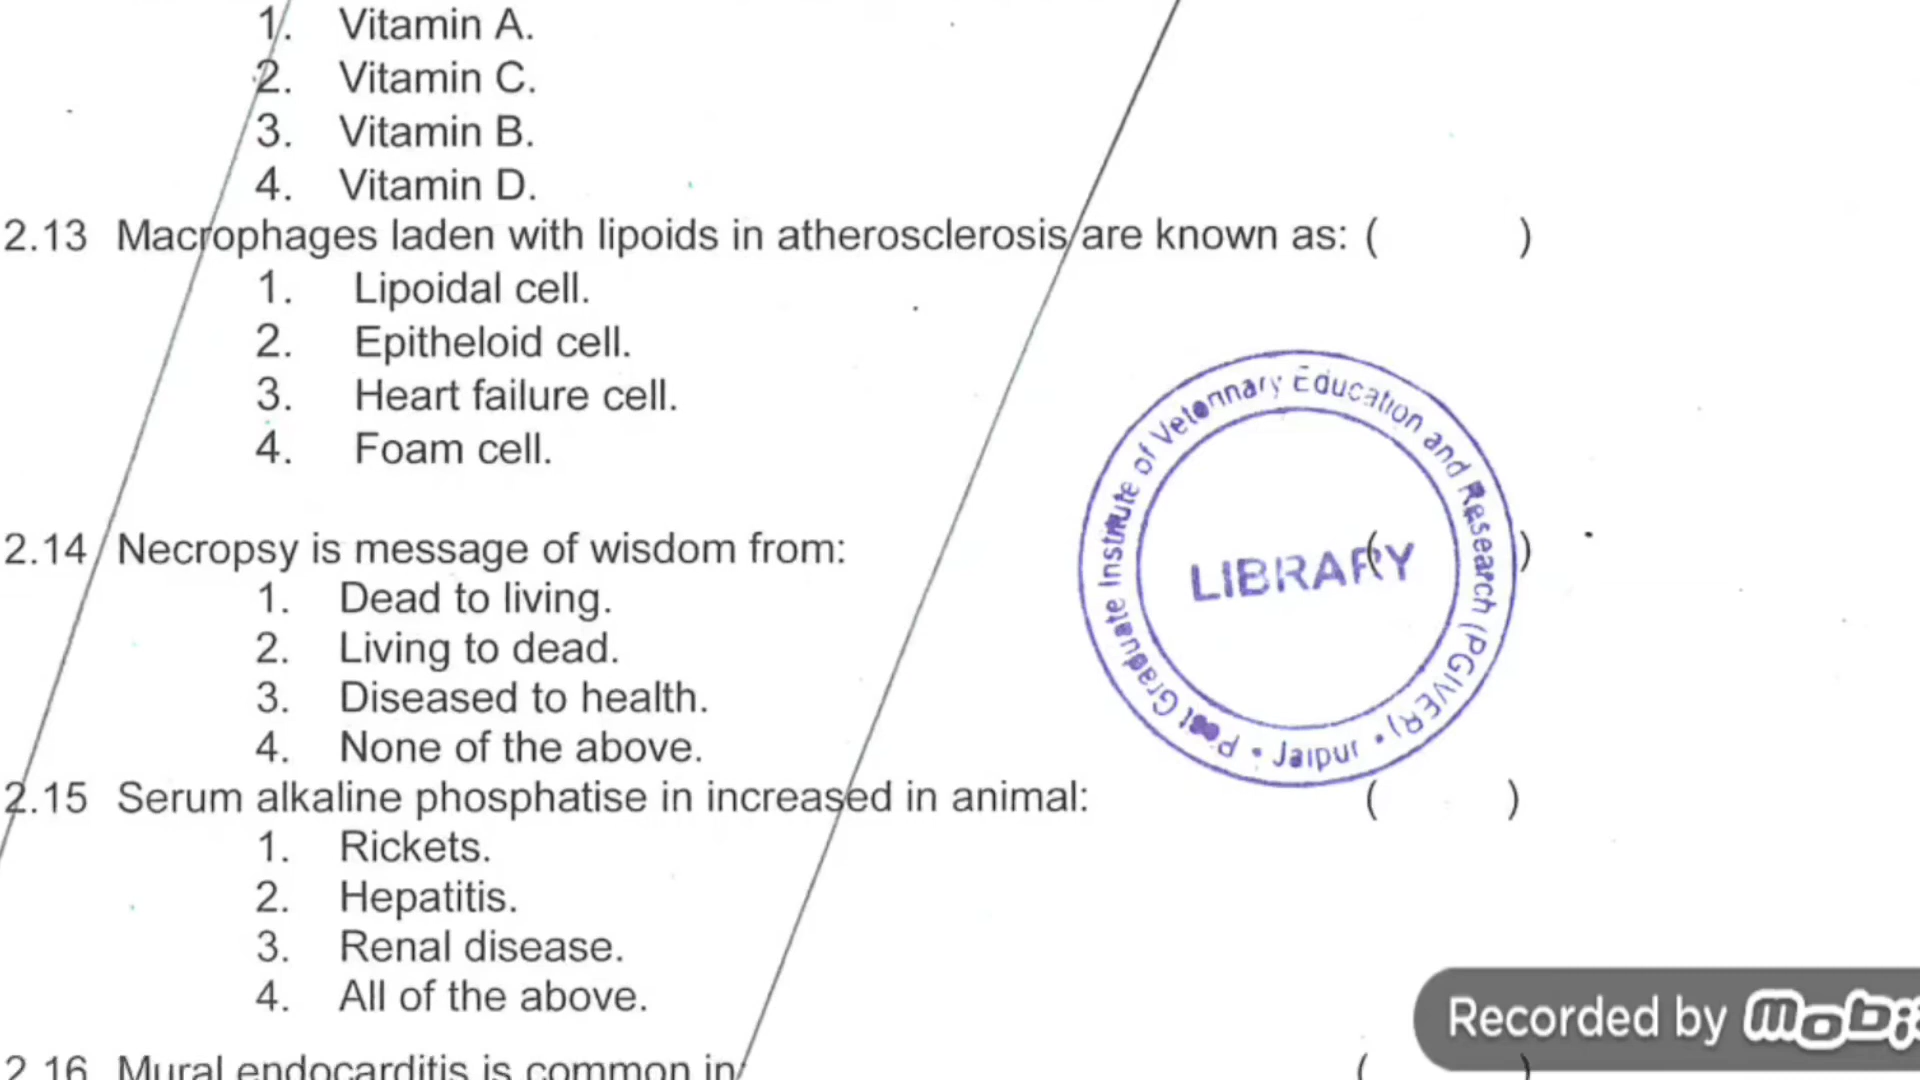 1. Vitamin A.
2. Vitamin C.
3. Vitamin B.
4. Vitamin D.
2.13 Macrophages laden with lipoids in atherosclerosis are known as: ( )
1. Lipoidal cell.
2. Epitheloid cell.
3. Heart failure cell.
4. Foam cell.
2.14 Necropsy is message of wisdom from: ( )
1. Dead to living.
2. Living to dead.
3. Diseased to health.
4. None of the above.
2.15 Serum alkaline phosphatise in increased in animal: ( )
1. Rickets.
2. Hepatitis.
3. Renal disease.
4. All of the above.
2.16 Mural endocarditis is common in ( )
Post Graduate Institute of Veterinary Education and Research (PGIVER) • Jaipur •
LIBRARY
Recorded by